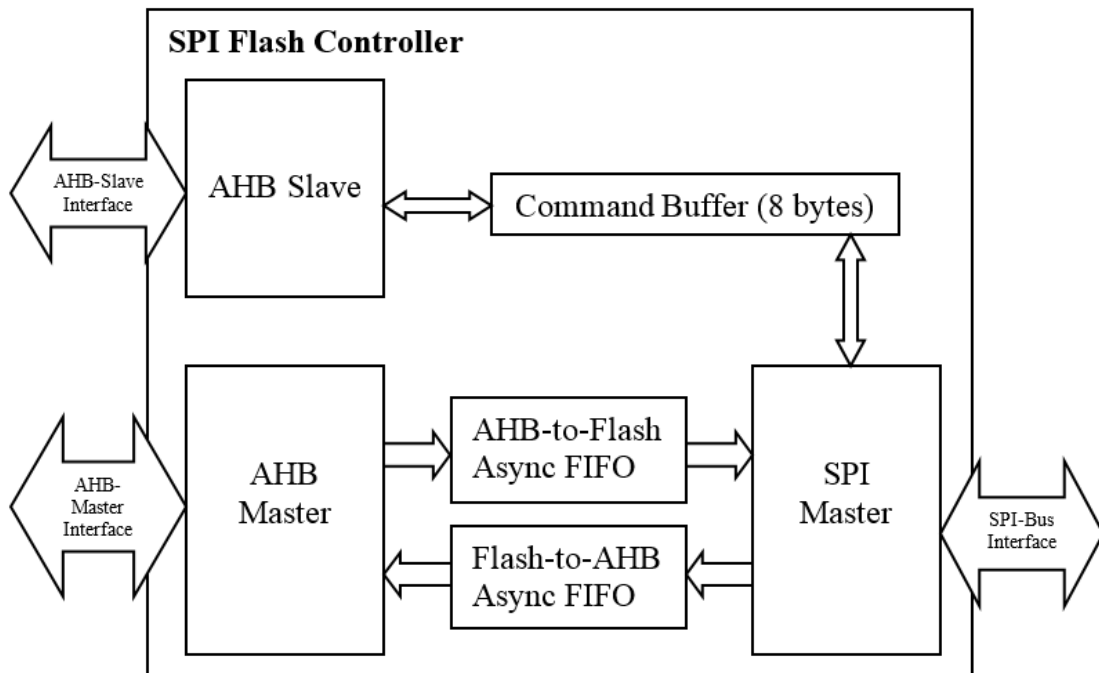 SPI Flash Controller
AHB-Slave
Interface
AHB Slave
Command Buffer (8 bytes)
AHB-
Master
Interface
AHB
Master
AHB-to-Flash
Async FIFO
Flash-to-AHB
Async FIFO
SPI
Master
SPI-Bus
Interface